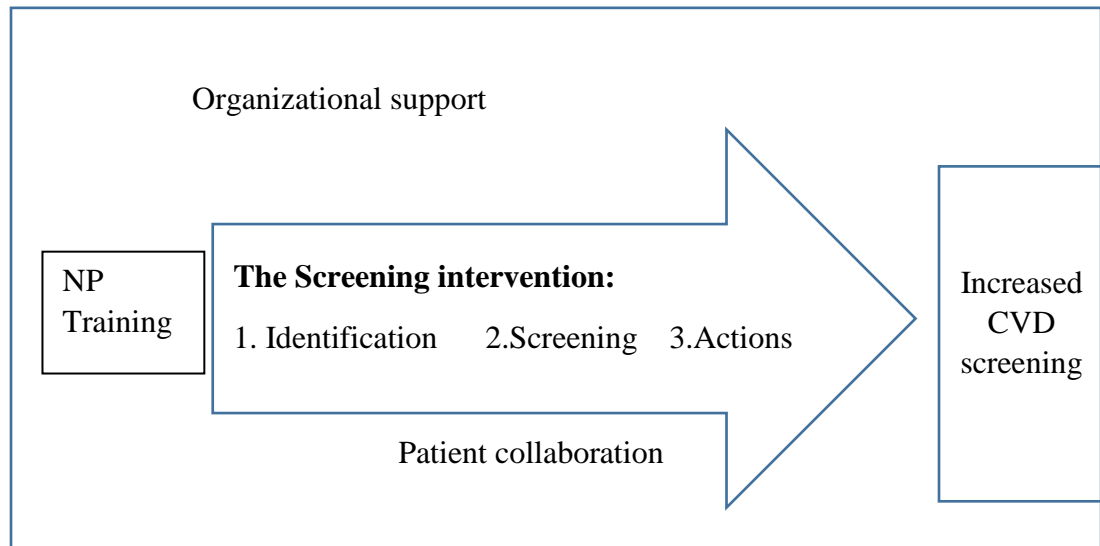 Organizational support
NP
Training
The Screening intervention:
1. Identification 2.Screening 3.Actions
Increased
CVD
screening
Patient collaboration